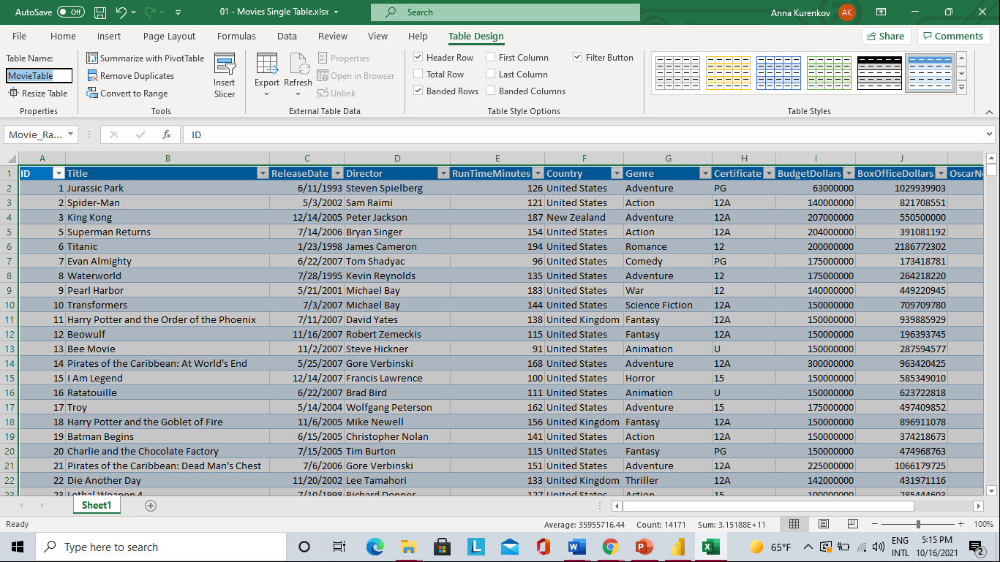 AutoSave Off 01 - Movies Single Table.xlsx Search Anna Kurenkov AK
File Home Insert Page Layout Formulas Data Review View Help Table Design Share Comments
Table Name:
MovieTable
Resize Table
Properties
Summarize with PivotTable
Remove Duplicates
Convert to Range
Tools
Insert
Slicer
Export Refresh
Properties
Open in Browser
Unlink
External Table Data
Header Row First Column Filter Button
Total Row Last Column
Banded Rows Banded Columns
Table Style Options
Table Styles
Movie_Ra... fx ID
A B C D E F G H I J
1 ID Title ReleaseDate Director RunTimeMinutes Country Genre Certificate BudgetDollars BoxOfficeDollars OscarNo
2 1 Jurassic Park 6/11/1993 Steven Spielberg 126 United States Adventure PG 63000000 1029939903
3 2 Spider-Man 5/3/2002 Sam Raimi 121 United States Action 12A 140000000 821708551
4 3 King Kong 12/14/2005 Peter Jackson 187 New Zealand Adventure 12A 207000000 550500000
5 5 Superman Returns 7/14/2006 Bryan Singer 154 United States Action 12A 204000000 391081192
6 6 Titanic 1/23/1998 James Cameron 194 United States Romance 12 200000000 2186772302
7 7 Evan Almighty 6/22/2007 Tom Shadyac 96 United States Comedy PG 175000000 173418781
8 8 Waterworld 7/28/1995 Kevin Reynolds 135 United States Adventure 12 175000000 264218220
9 9 Pearl Harbor 5/21/2001 Michael Bay 183 United States War 12 140000000 449220945
10 10 Transformers 7/3/2007 Michael Bay 144 United States Science Fiction 12A 150000000 709709780
11 11 Harry Potter and the Order of the Phoenix 7/11/2007 David Yates 138 United Kingdom Fantasy 12A 150000000 939885929
12 12 Beowulf 11/16/2007 Robert Zemeckis 115 United States Fantasy 12A 150000000 196393745
13 13 Bee Movie 11/2/2007 Steve Hickner 91 United States Animation U 150000000 287594577
14 14 Pirates of the Caribbean: At World's End 5/25/2007 Gore Verbinski 168 United States Adventure 12A 300000000 963420425
15 15 I Am Legend 12/14/2007 Francis Lawrence 100 United States Horror 15 150000000 585349010
16 16 Ratatouille 6/22/2007 Brad Bird 111 United States Animation U 150000000 623722818
17 17 Troy 5/14/2004 Wolfgang Peterson 162 United States Adventure 15 175000000 497409852
18 18 Harry Potter and the Goblet of Fire 11/6/2005 Mike Newell 156 United Kingdom Fantasy 12A 150000000 896911078
19 19 Batman Begins 6/15/2005 Christopher Nolan 141 United States Action 12A 150000000 374218673
20 20 Charlie and the Chocolate Factory 7/15/2005 Tim Burton 115 United States Fantasy PG 150000000 474968763
21 21 Pirates of the Caribbean: Dead Man's Chest 7/6/2006 Gore Verbinski 151 United States Adventure 12A 225000000 1066179725
22 22 Die Another Day 11/20/2002 Lee Tamahori 133 United Kingdom Thriller 12A 142000000 431971116
23 23 Lethal Weapon 4 7/10/1998 Richard Donner 127 United States Action 15 100000000 285444603
Sheet1
Ready Average: 35955716.44 Count: 14171 Sum: 3.15188E+11 100%
Type here to search 65°F ENG 5:15 PM
INTL 10/16/2021 2